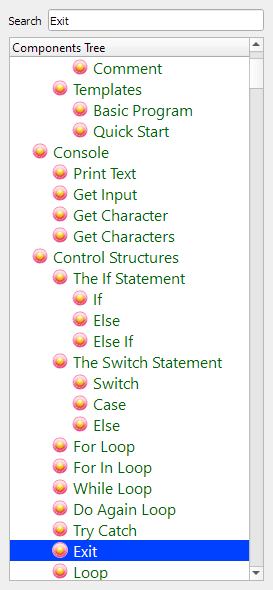 Search Exit
Components Tree
Comment
Templates
Basic Program
Quick Start
Console
Print Text
Get Input
Get Character
Get Characters
Control Structures
The If Statement
If
Else
Else If
The Switch Statement
Switch
Case
Else
For Loop
For In Loop
While Loop
Do Again Loop
Try Catch
Exit
Loop